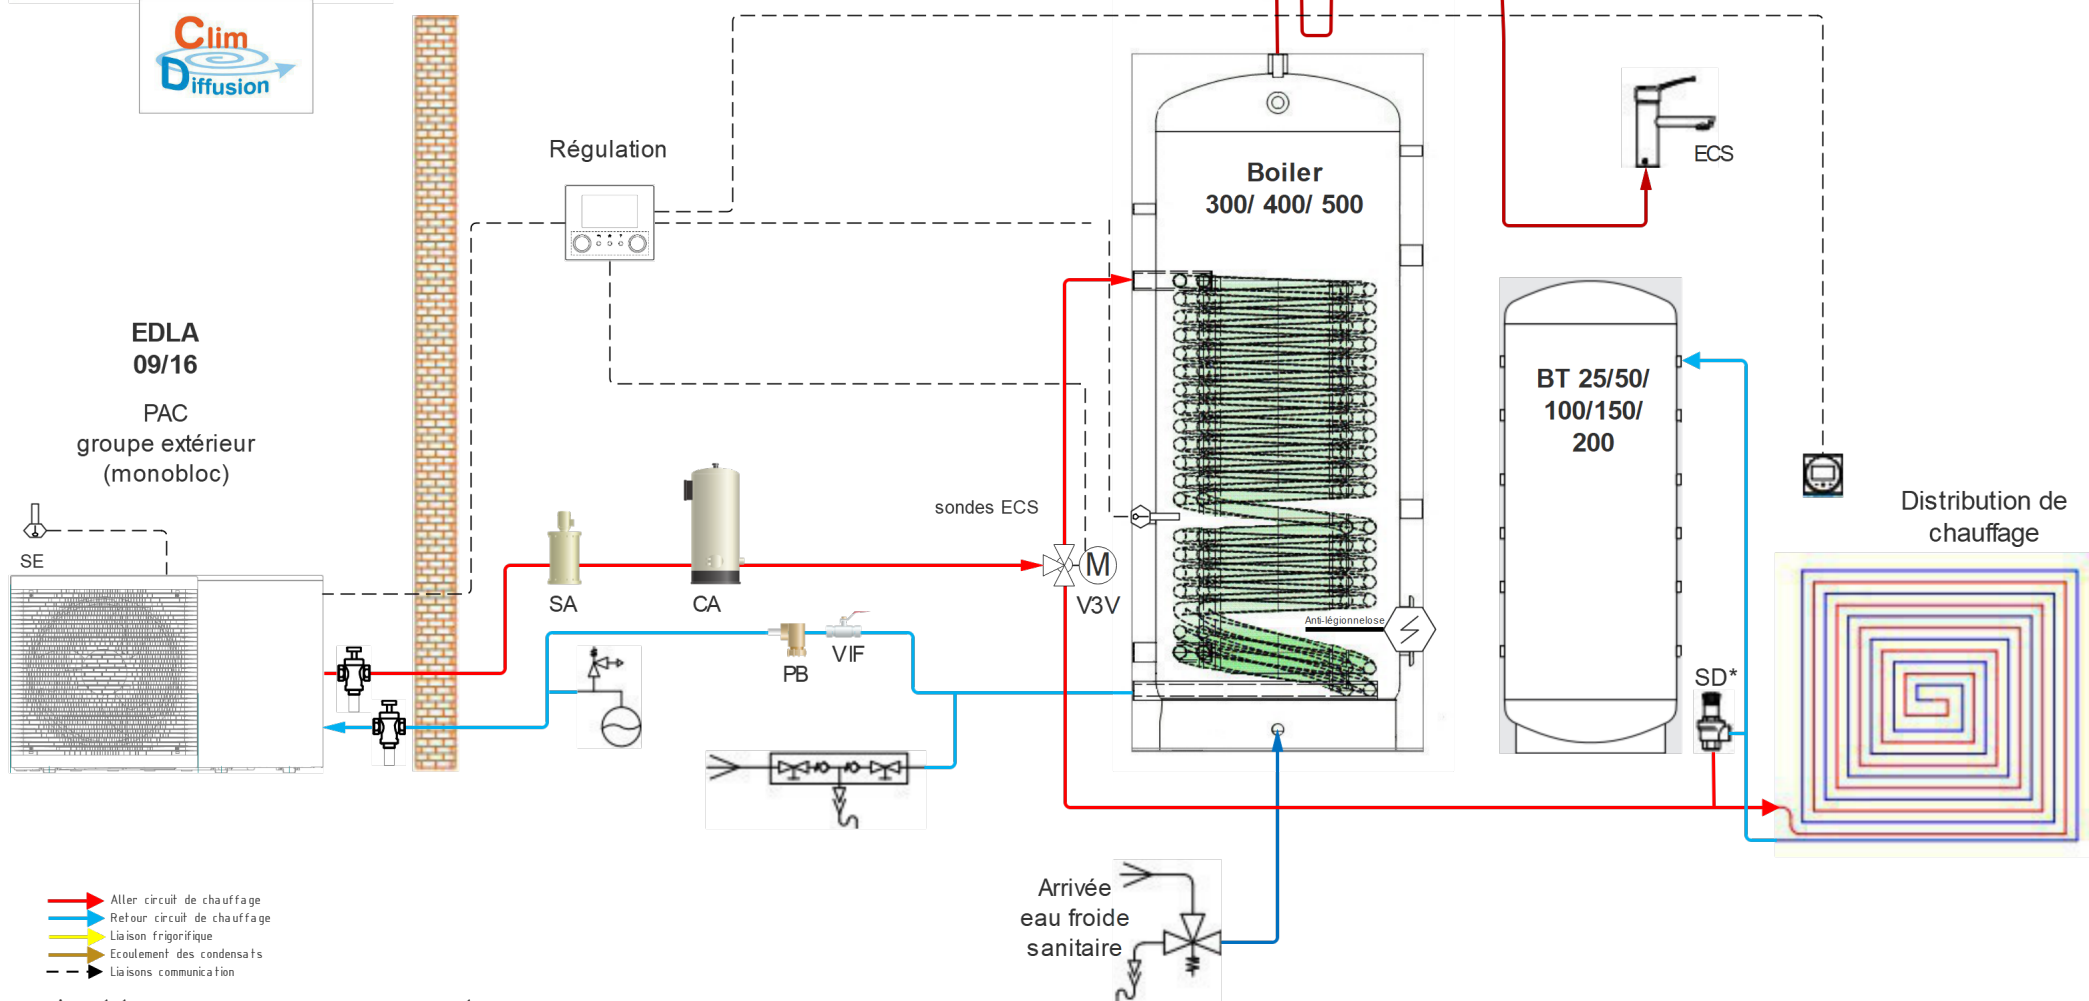 Clim
Diffusion
Régulation
Boiler
300/ 400/ 500
ECS
EDLA
09/16
PAC
groupe extérieur
(monobloc)
BT 25/50/
100/150/
200
sondes ECS
Distribution de
chauffage
SE
M
SA
CA
V3V
Anti-légionnelose
PB
VIF
SD*
Arrivée
eau froide
sanitaire
Aller circuit de chauffage
Retour circuit de chauffage
Liaison frigorifique
Ecoulement des condensats
Liaisons communication